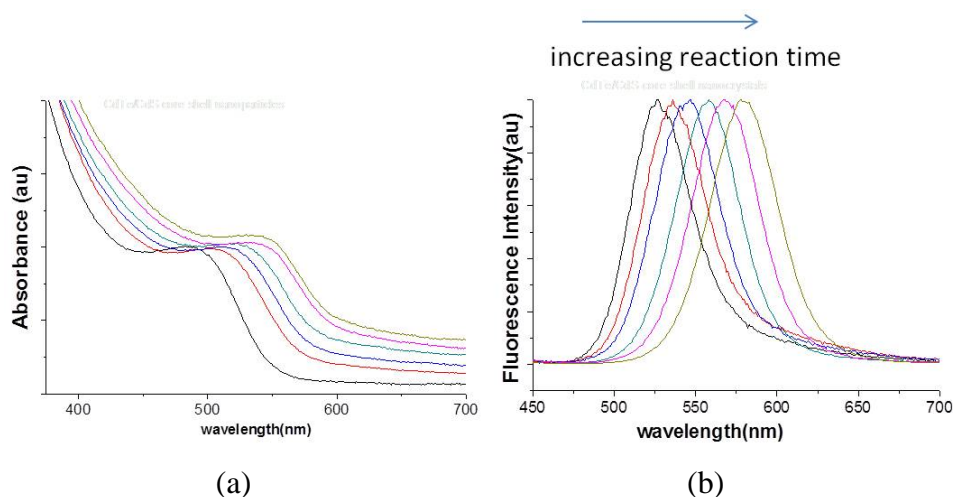 increasing reaction time
CdTe/CdS core shell nanoparticles
Absorbance (au)
400 500 600 700
wavelength(nm)
(a)
CdTe/CdS core shell nanocrystals
Fluorescence Intensity(au)
450 500 550 600 650 700
wavelength(nm)
(b)